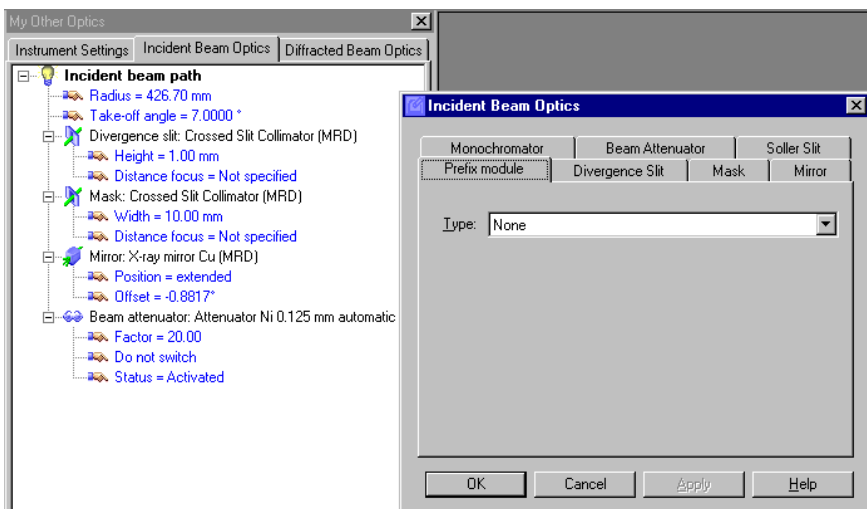 My Other Optics
Instrument Settings Incident Beam Optics Diffracted Beam Optics
Incident beam path
Radius = 426.70 mm
Take-off angle = 7.0000 °
Divergence slit: Crossed Slit Collimator (MRD)
Height = 1.00 mm
Distance focus = Not specified
Mask: Crossed Slit Collimator (MRD)
Width = 10.00 mm
Distance focus = Not specified
Mirror: X-ray mirror Cu (MRD)
Position = extended
Offset = -0.8817°
Beam attenuator: Attenuator Ni 0.125 mm automatic
Factor = 20.00
Do not switch
Status = Activated
Incident Beam Optics
Monochromator Beam Attenuator Soller Slit
Prefix module Divergence Slit Mask Mirror
Type: None
OK Cancel Apply Help